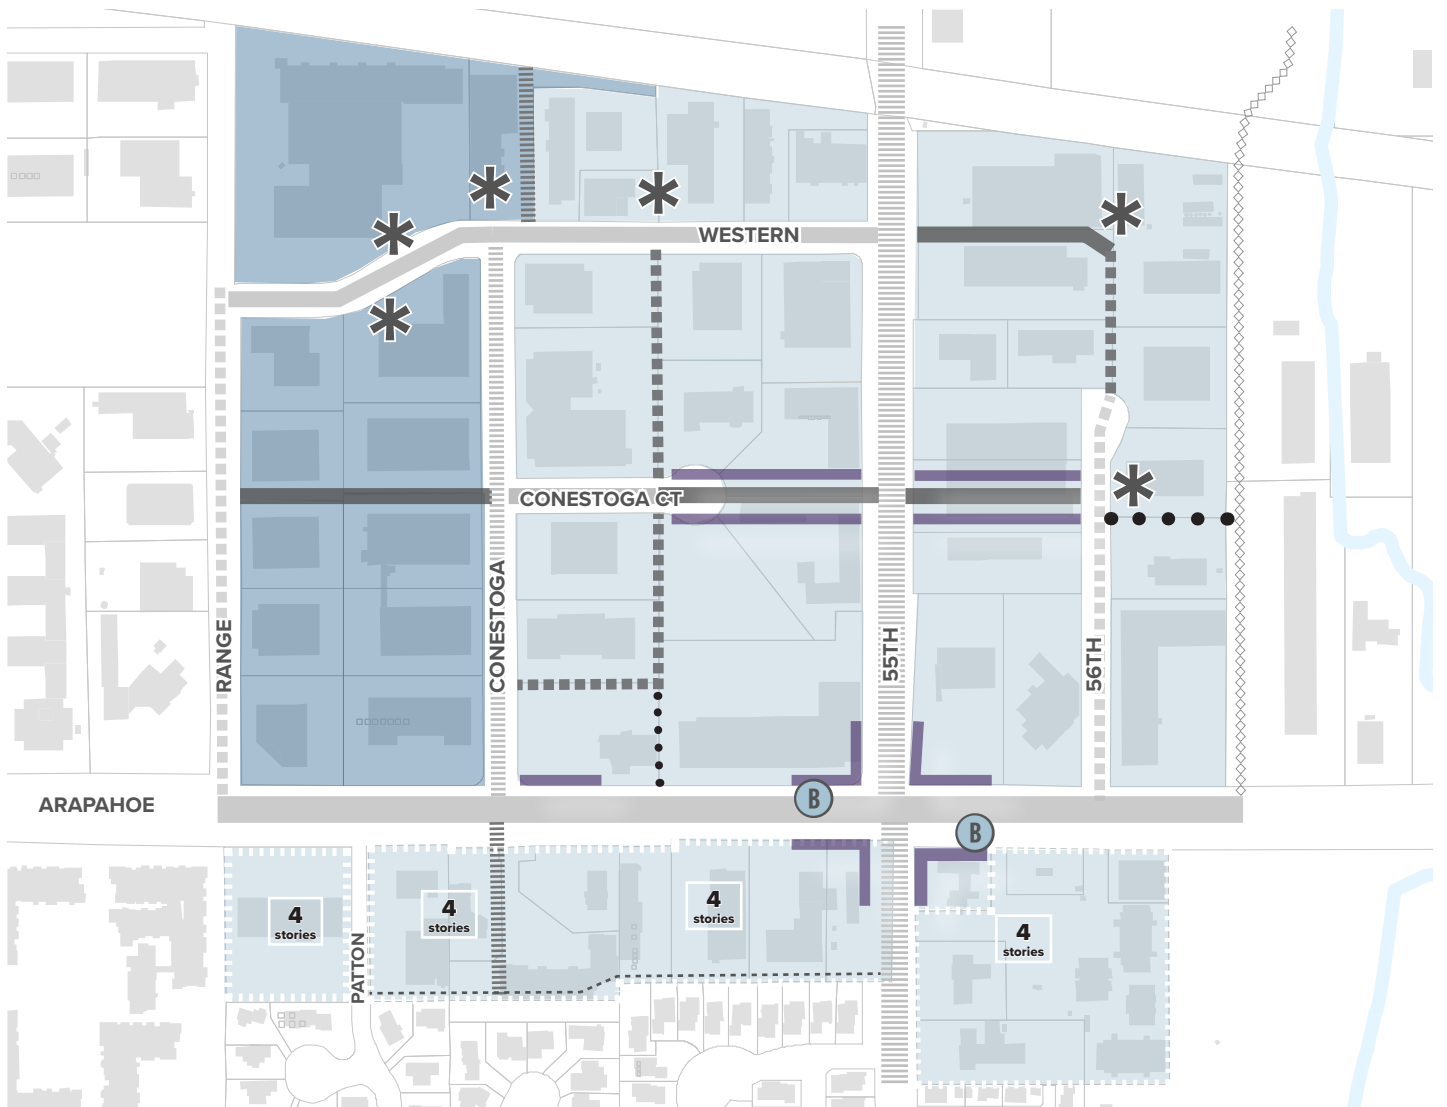 WESTERN
CONESTOGA CT
RANGE
CONESTOGA
55TH
56TH
ARAPAHOE
B
B
4
stories
4
stories
4
stories
4
stories
PATTON